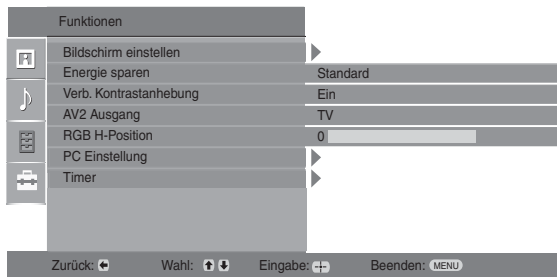 Funktionen
Bildschirm einstellen
Energie sparen Standard
Verb. Kontrastanhebung Ein
AV2 Ausgang TV
RGB H-Position 0
PC Einstellung
Timer
Zurück: Wahl: Eingabe: Beenden: MENU